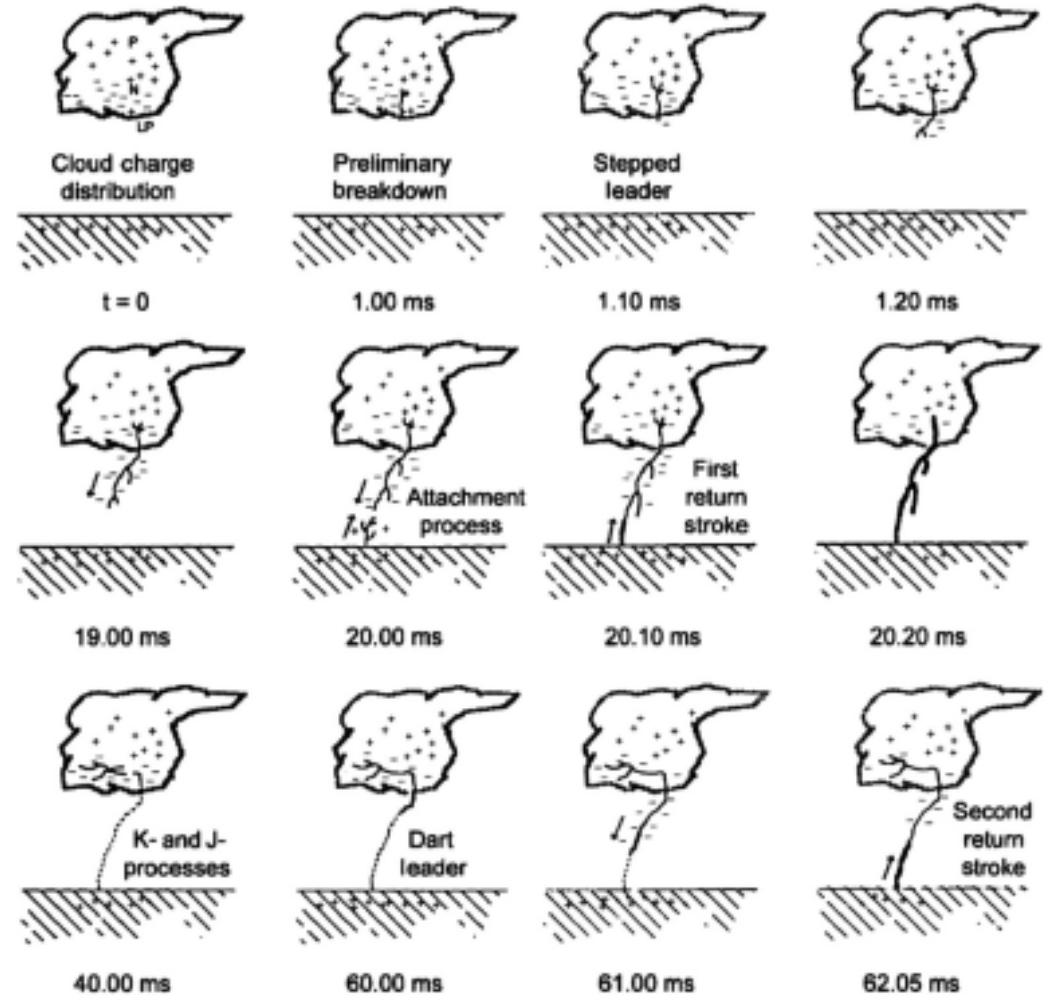 P
N
LP
Cloud charge
distribution
Preliminary
breakdown
Stepped
leader
t = 0
1.00 ms
1.10 ms
1.20 ms
Attachment
process
First
return
stroke
19.00 ms
20.00 ms
20.10 ms
20.20 ms
K- and J-
processes
Dart
leader
Second
return
stroke
40.00 ms
60.00 ms
61.00 ms
62.05 ms